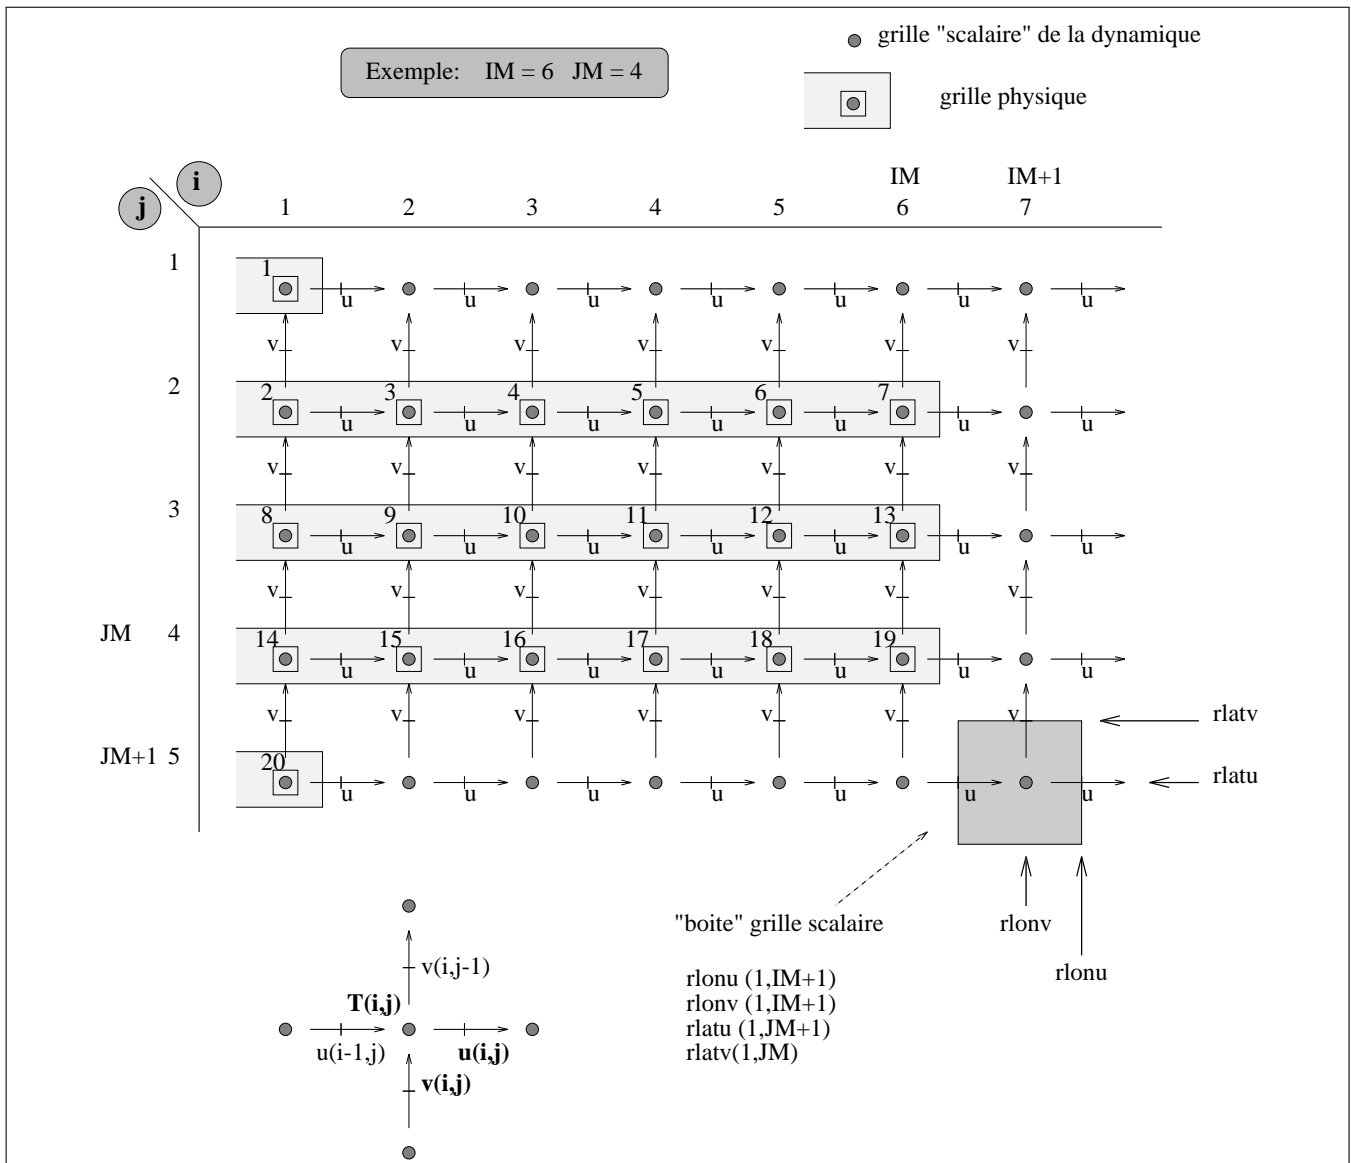 grille "scalaire" de la dynamique
Exemple: IM = 6 JM = 4
grille physique
i
j
IM IM+1
1 2 3 4 5 6 7
1
1
u u u u u u u
v v v v v v
2
2 3 4 5 6 7
u u u u u u u
v v v v v v
3
8 9 10 11 12 13
u u u u u u u
v v v v v v v
JM 4
14 15 16 17 18 19
u u u u u u u
v v v v v v v
rlatv
JM+1 5
20
rlatu
u u u u u u u
"boite" grille scalaire
rlonv
rlonu
v(i,j-1)
T(i,j)
u(i-1,j) u(i,j)
v(i,j)
rlonu (1,IM+1)
rlonv (1,IM+1)
rlatu (1,JM+1)
rlatv(1,JM)